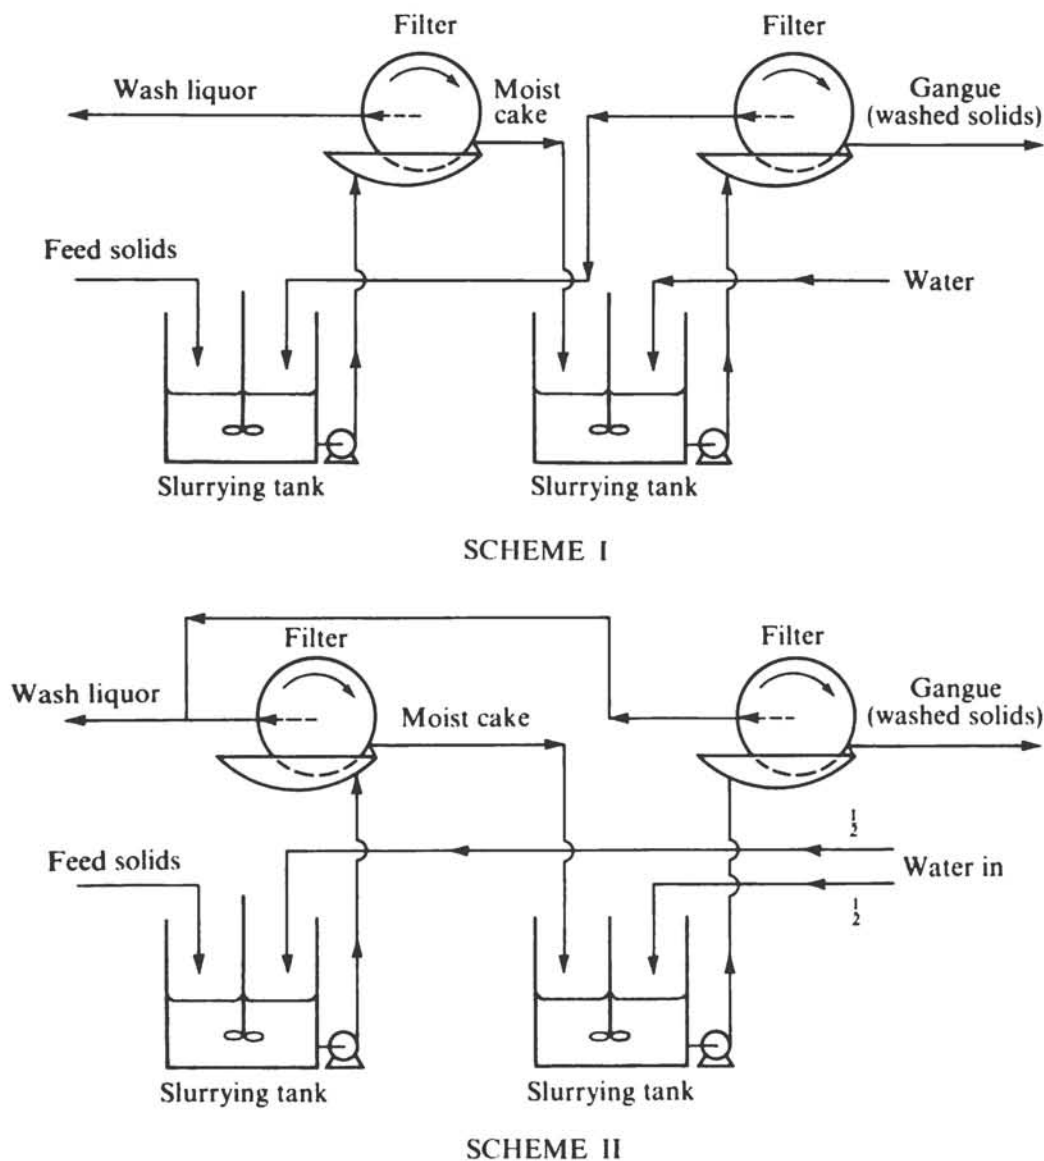 Filter
Filter
Wash liquor
Moist
cake
Gangue
(washed solids)
Feed solids
Water
Slurrying tank
Slurrying tank
SCHEME I
Filter
Filter
Wash liquor
Moist cake
Gangue
(washed solids)
1/2
Feed solids
Water in
1/2
Slurrying tank
Slurrying tank
SCHEME II